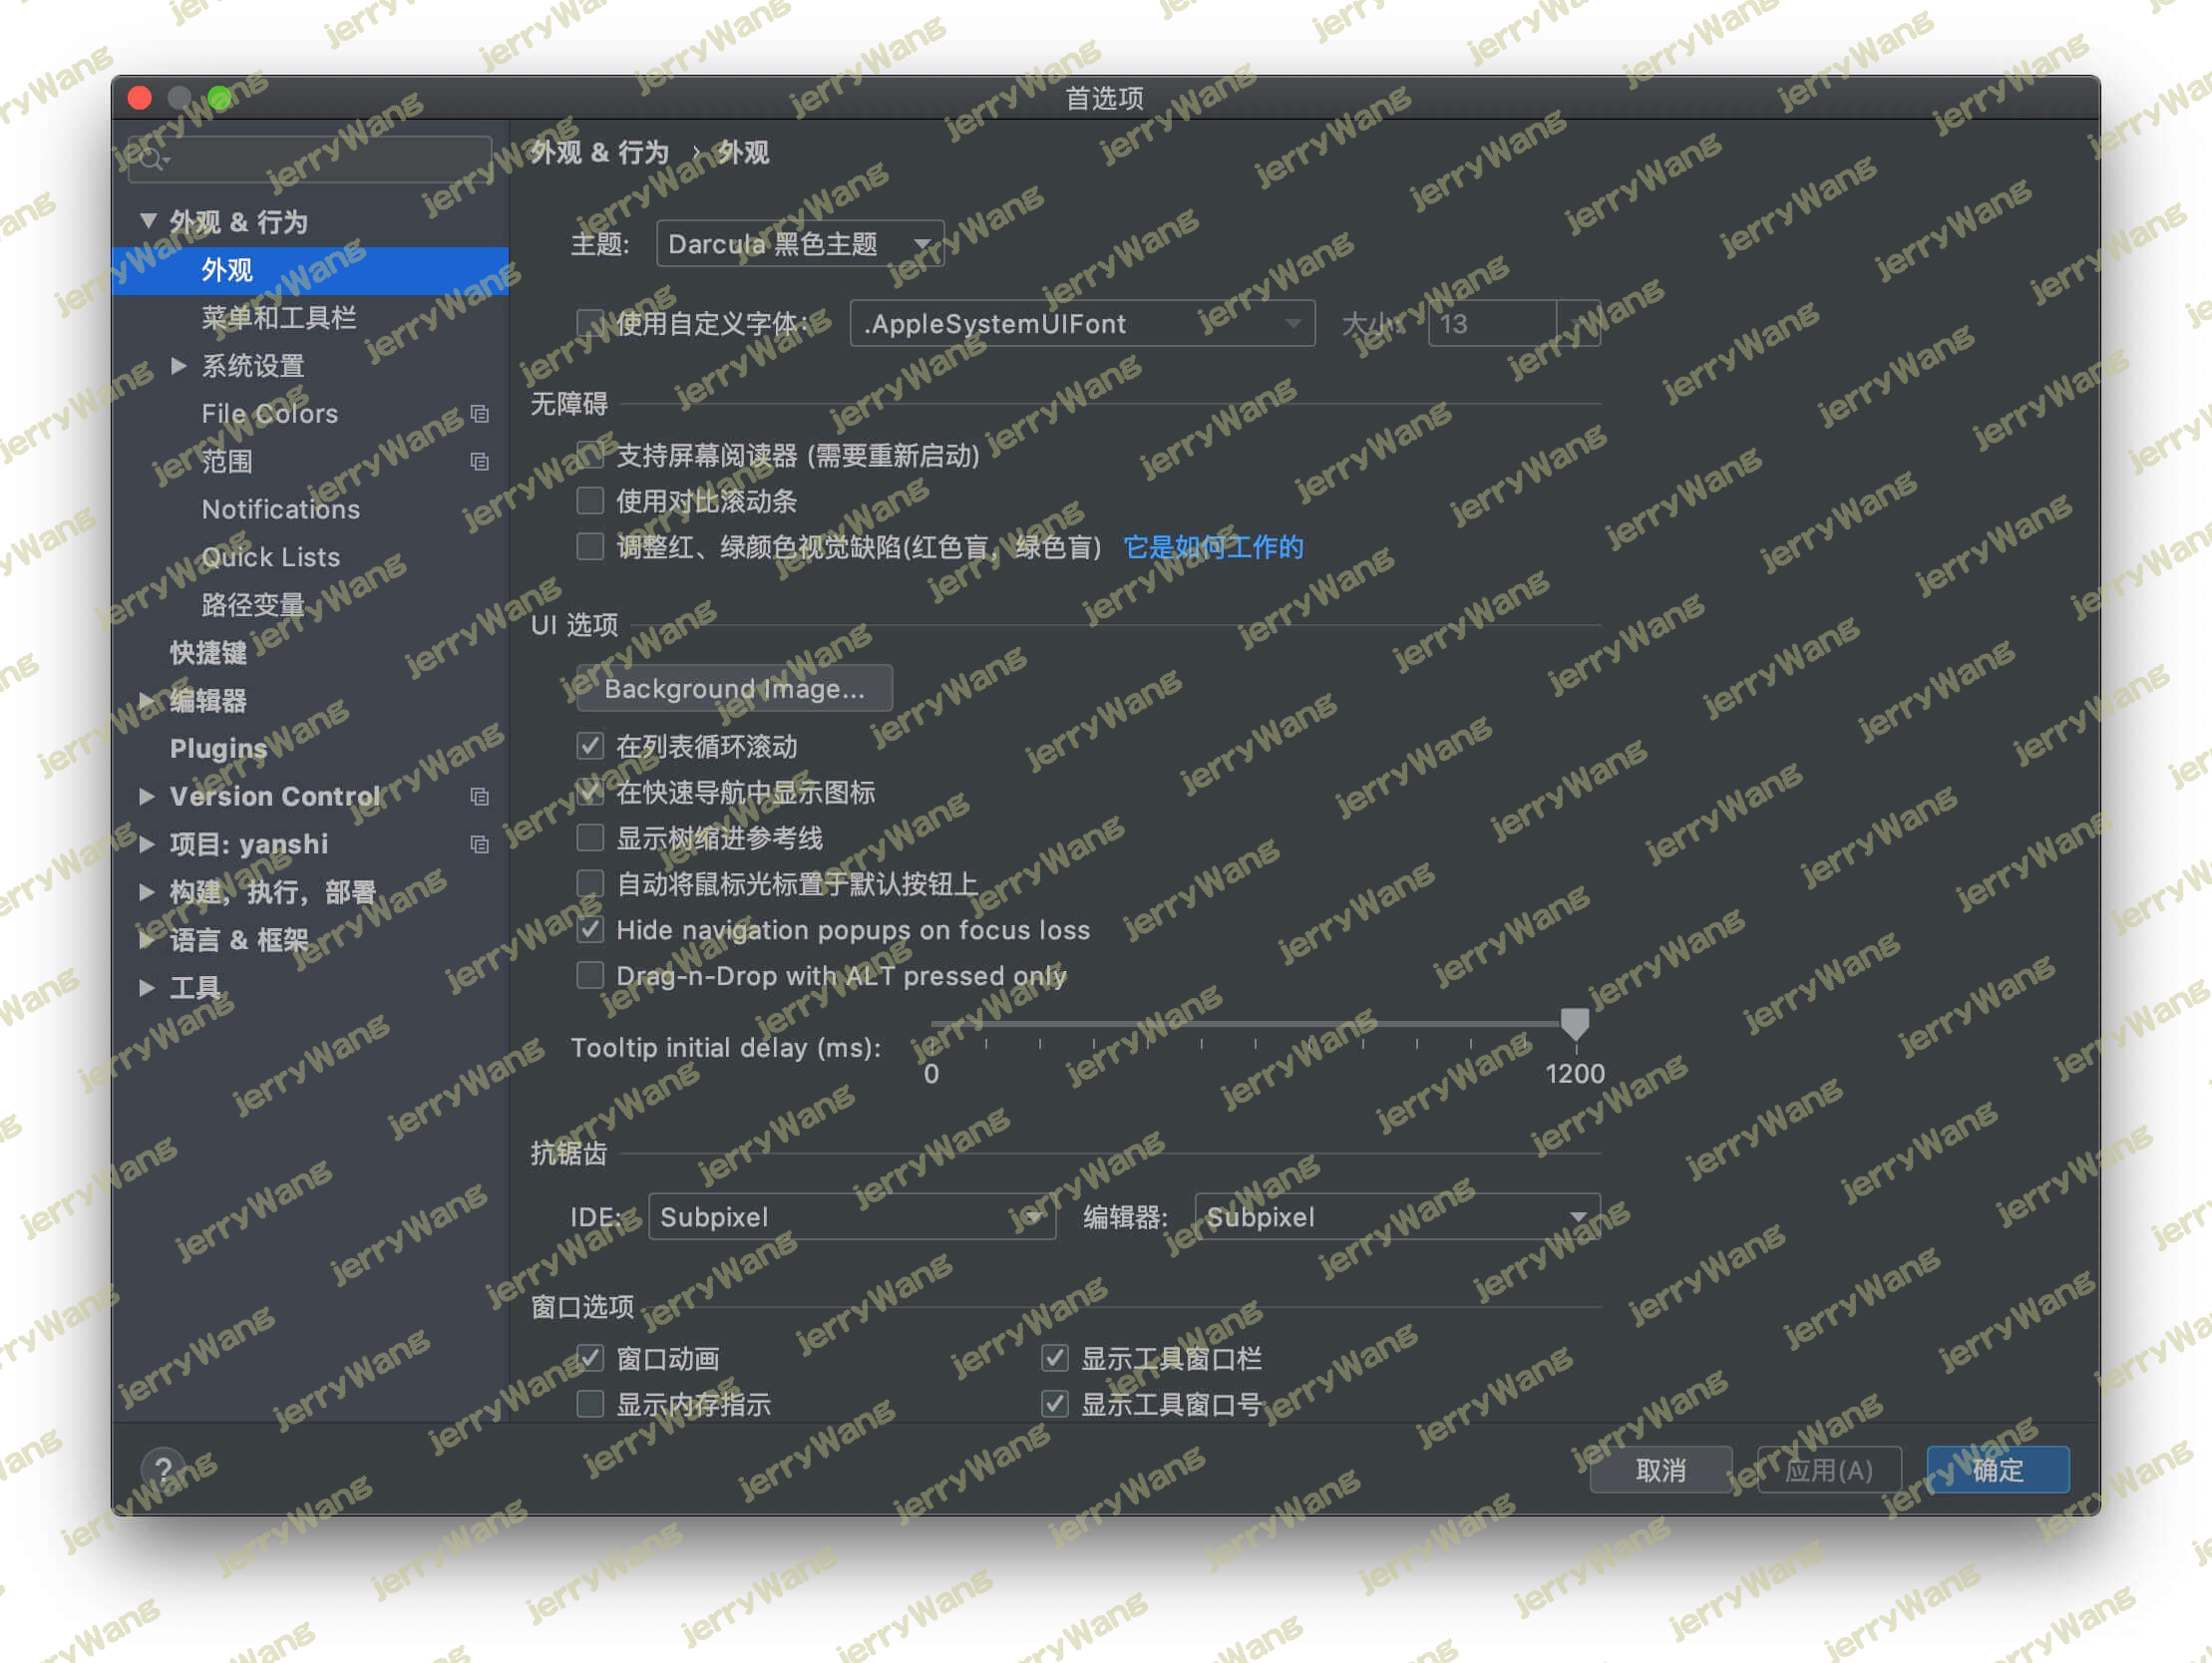 首选项
外观 & 行为 › 外观
外观 & 行为
外观
菜单和工具栏
系统设置
File Colors
范围
Notifications
Quick Lists
路径变量
快捷键
编辑器
Plugins
Version Control
项目: yanshi
构建，执行，部署
语言 & 框架
工具
主题: Darcula 黑色主题
使用自定义字体: .AppleSystemUIFont 大小: 13
无障碍
支持屏幕阅读器 (需要重新启动)
使用对比滚动条
调整红、绿颜色视觉缺陷(红色盲，绿色盲) 它是如何工作的
UI 选项
Background Image...
在列表循环滚动
在快速导航中显示图标
显示树缩进参考线
自动将鼠标光标置于默认按钮上
Hide navigation popups on focus loss
Drag-n-Drop with ALT pressed only
Tooltip initial delay (ms):
0 1200
抗锯齿
IDE: Subpixel 编辑器: Subpixel
窗口选项
窗口动画 显示工具窗口栏
显示内存指示 显示工具窗口号
? 取消 应用(A) 确定
jerryWang